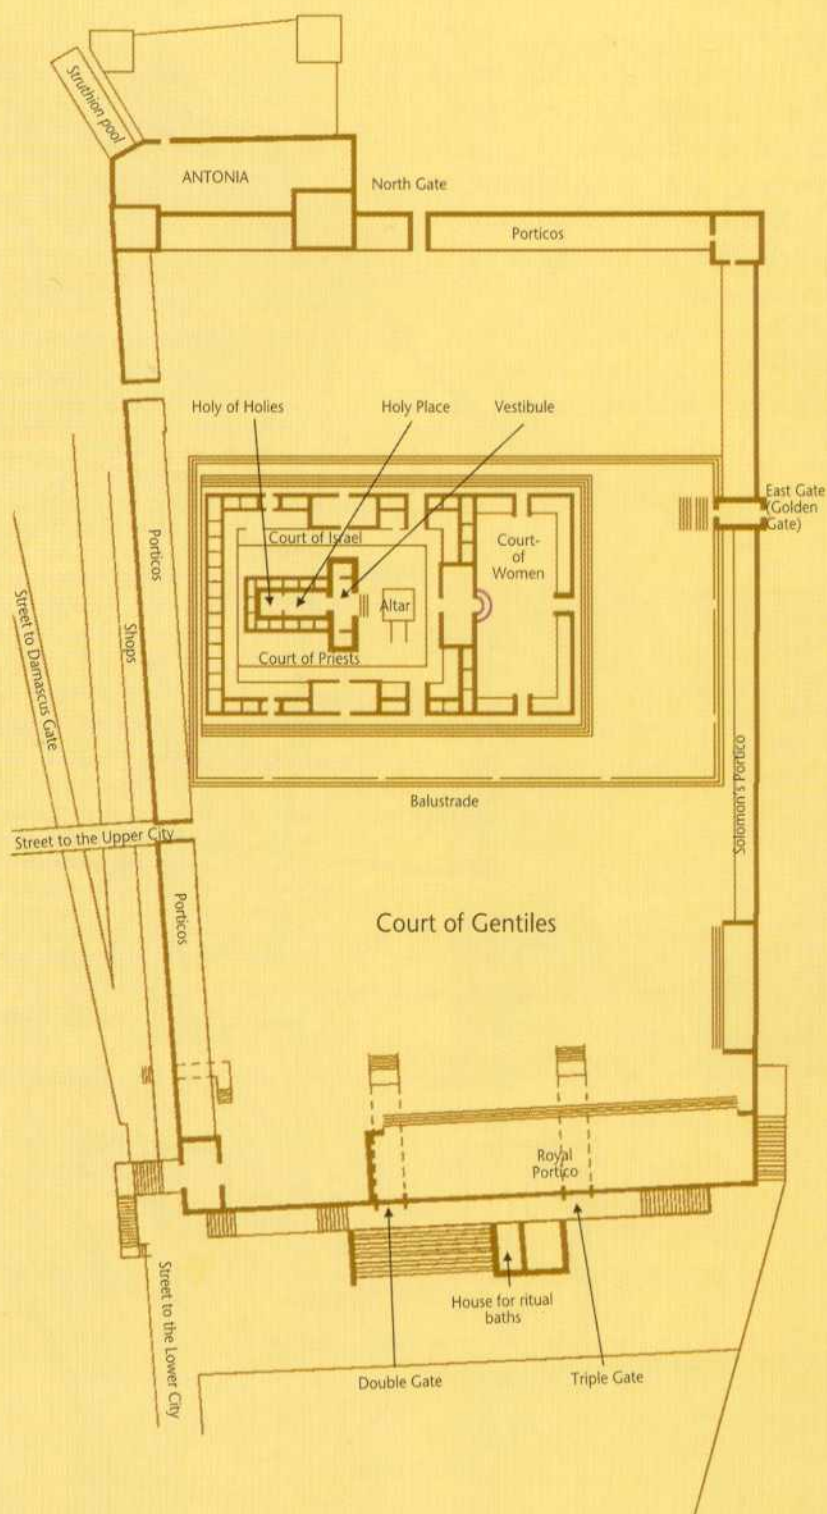 Struthion pool
ANTONIA
North Gate
Porticos
Holy of Holies
Holy Place
Vestibule
East Gate
(Golden
Gate)
Court of Israel
Court-
of
Women
Altar
Court of Priests
Porticos
Shops
Street to Damascus Gate
Solomon's Portico
Balustrade
Street to the Upper City
Porticos
Court of Gentiles
Royal
Portico
House for ritual
baths
Street to the Lower City
Double Gate
Triple Gate